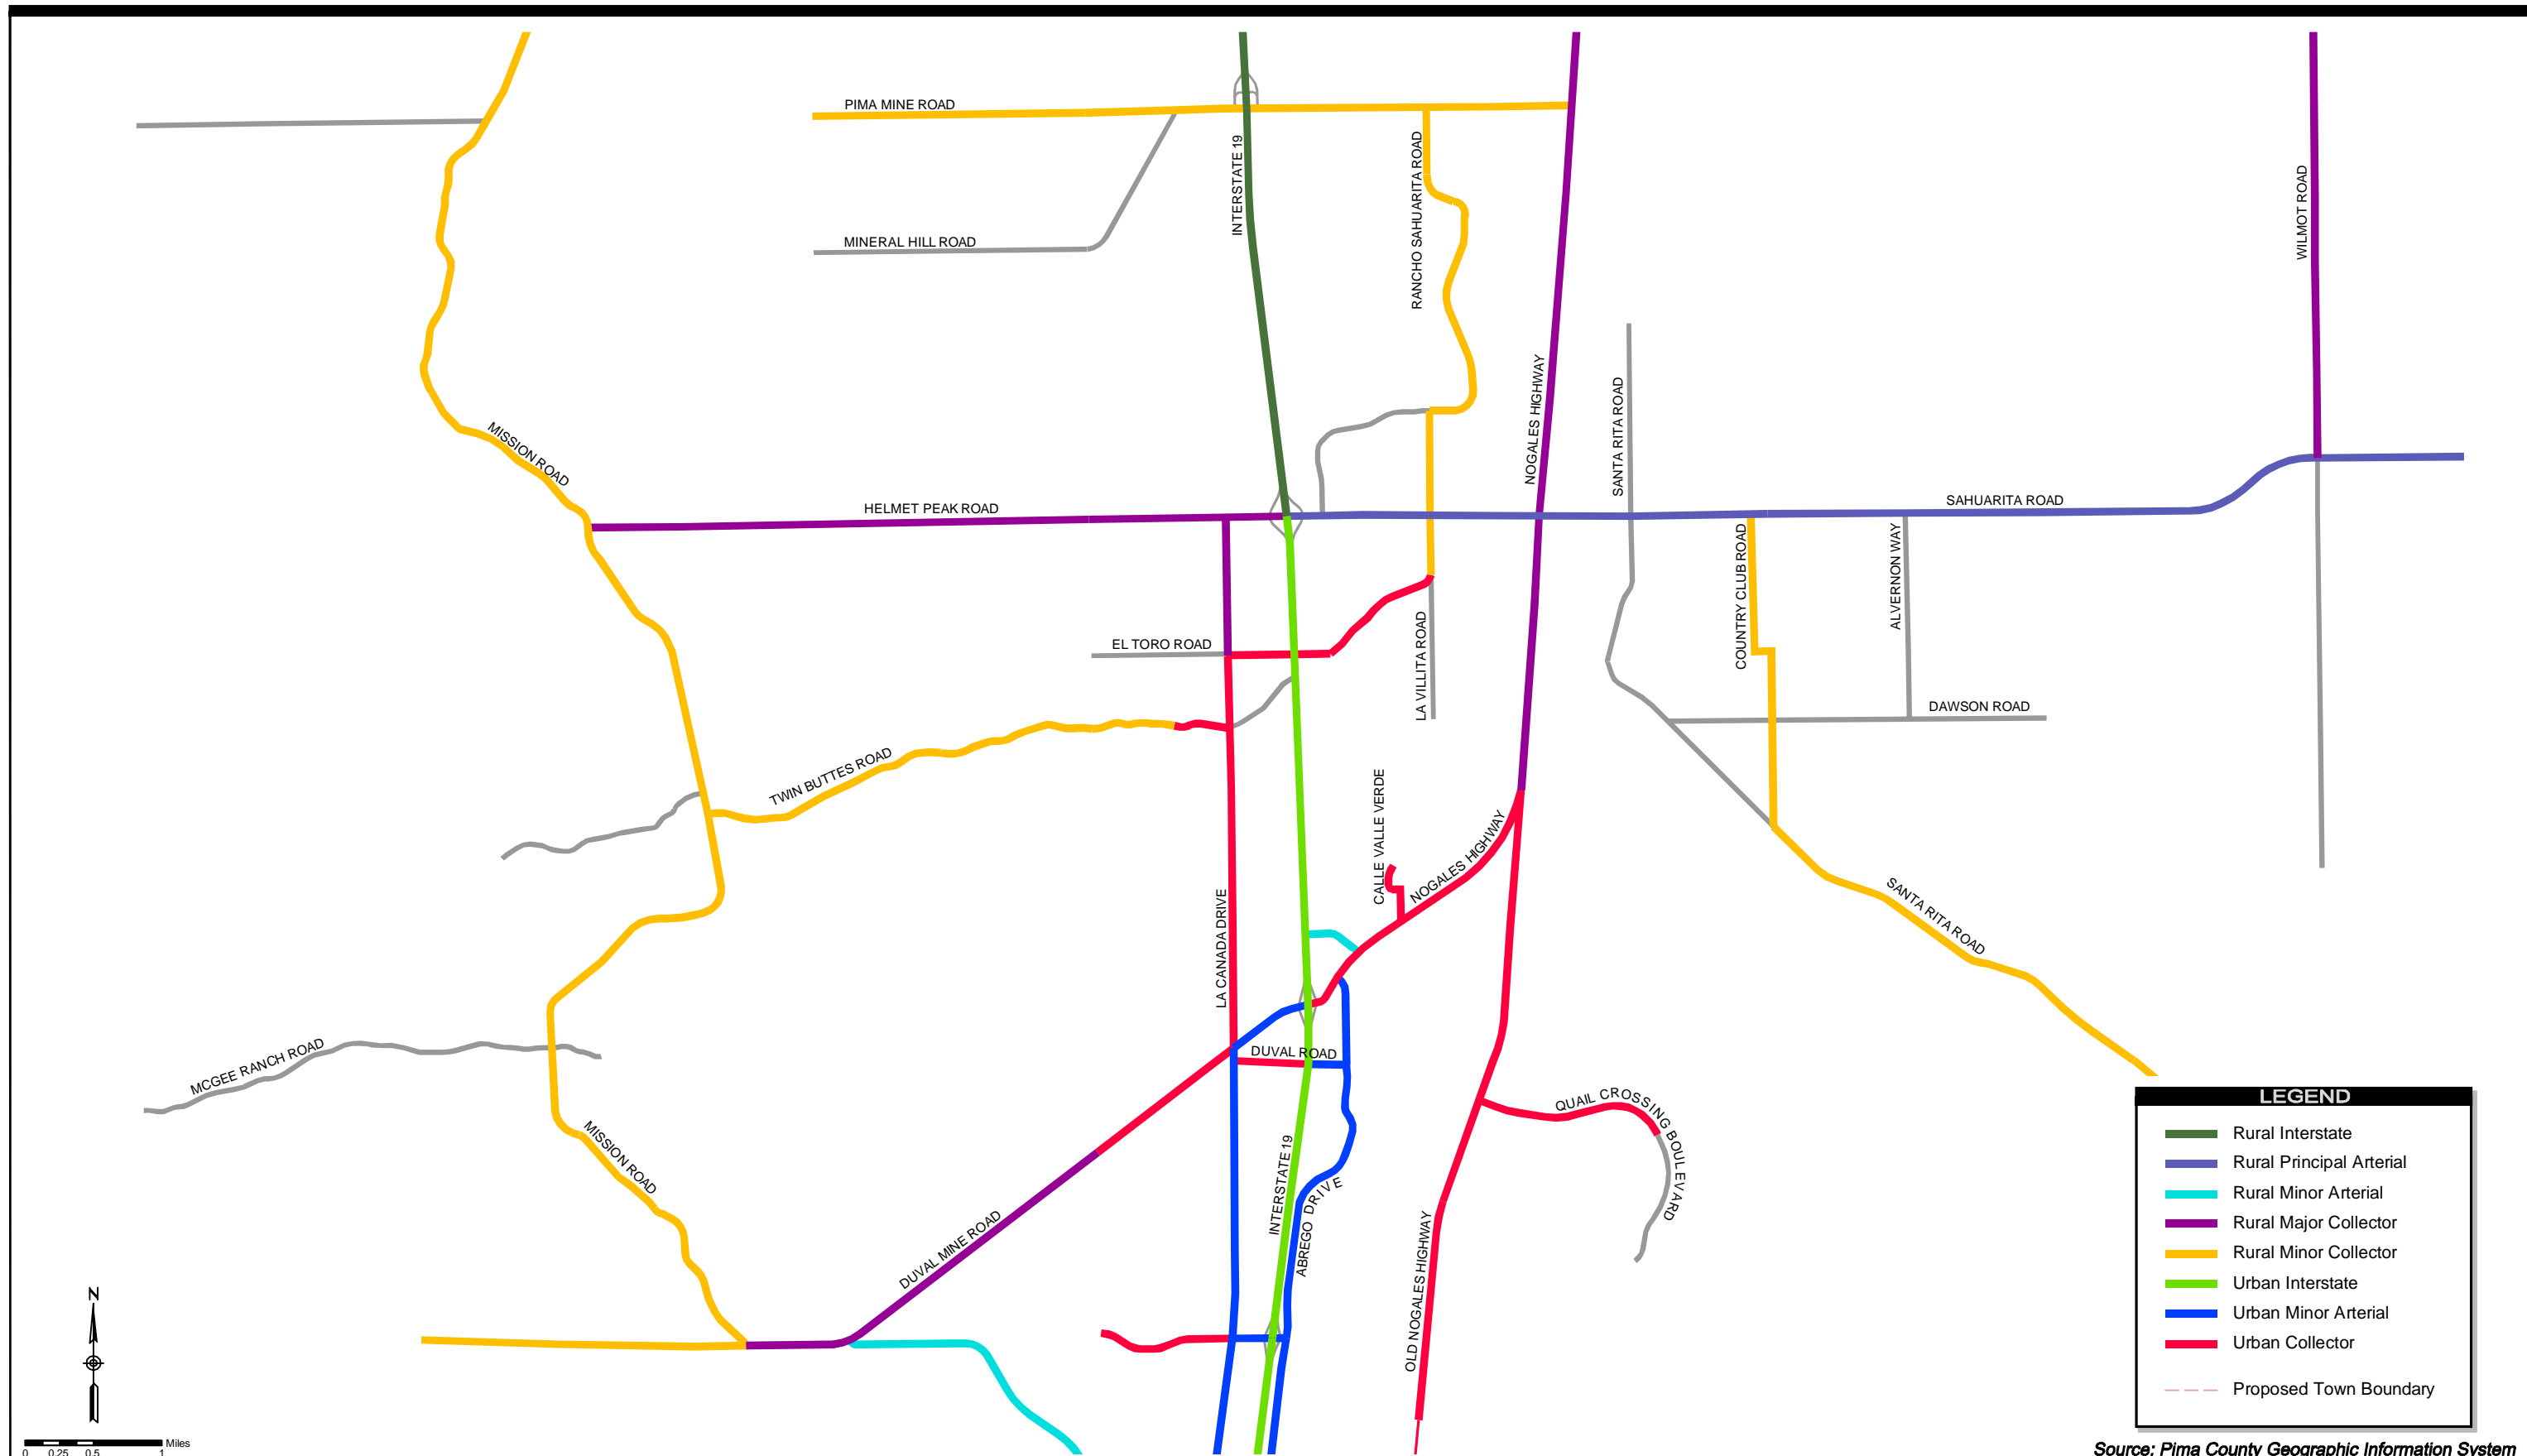 PIMA MINE ROAD
INTERSTATE 19
RANCHO SAHUARITA ROAD
WILMOT ROAD
MINERAL HILL ROAD
NOGALES HIGHWAY
SANTA RITA ROAD
MISSION ROAD
HELMET PEAK ROAD
SAHUARITA ROAD
COUNTRY CLUB ROAD
ALVERNON WAY
EL TORO ROAD
LA VILLITA ROAD
DAWSON ROAD
TWIN BUTTES ROAD
CALLE VALLE VERDE
NOGALES HIGHWAY
SANTA RITA ROAD
LA CANADA DRIVE
MCGEE RANCH ROAD
DUVAL ROAD
QUAIL CROSSING BOULEVARD
MISSION ROAD
INTERSTATE 19
ABREGO DRIVE
DUVAL MINE ROAD
OLD NOGALES HIGHWAY
LEGEND
Rural Interstate
Rural Principal Arterial
Rural Minor Arterial
Rural Major Collector
Rural Minor Collector
Urban Interstate
Urban Minor Arterial
Urban Collector
Proposed Town Boundary
N
Miles
0 0.25 0.5 1
Source: Pima County Geographic Information System